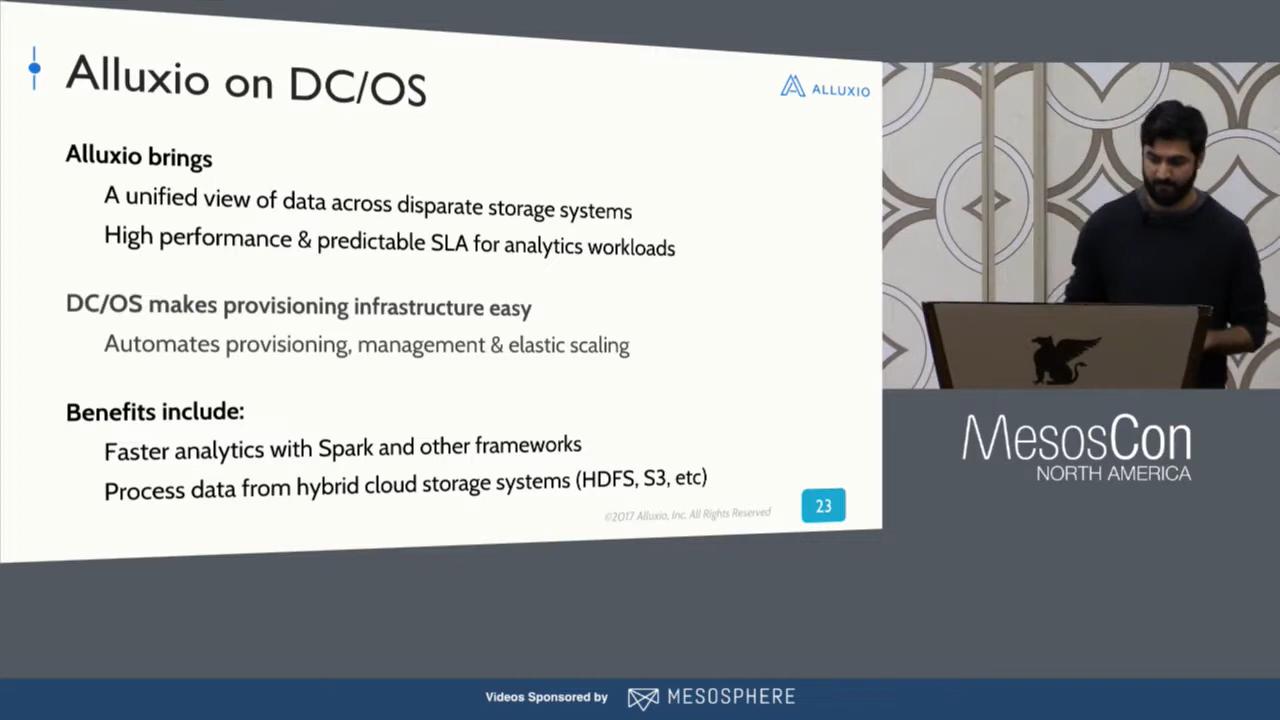 Alluxio on DC/OS
ALLUXIO
Alluxio brings
A unified view of data across disparate storage systems
High performance & predictable SLA for analytics workloads
DC/OS makes provisioning infrastructure easy
Automates provisioning, management & elastic scaling
Benefits include:
Faster analytics with Spark and other frameworks
Process data from hybrid cloud storage systems (HDFS, S3, etc)
©2017 Alluxio, Inc. All Rights Reserved
23
MesosCon
NORTH AMERICA
Videos Sponsored by
MESOSPHERE